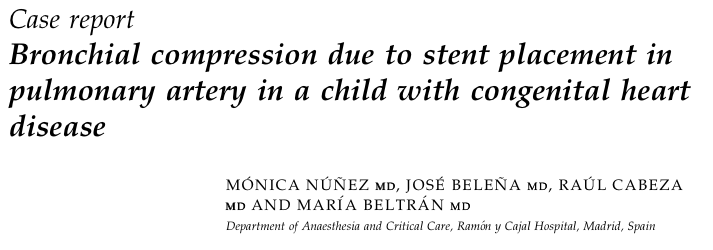 Case report
Bronchial compression due to stent placement in
pulmonary artery in a child with congenital heart
disease
MÓNICA NÚÑEZ MD, JOSÉ BELEÑA MD, RAÚL CABEZA
MD AND MARÍA BELTRÁN MD
Department of Anaesthesia and Critical Care, Ramón y Cajal Hospital, Madrid, Spain